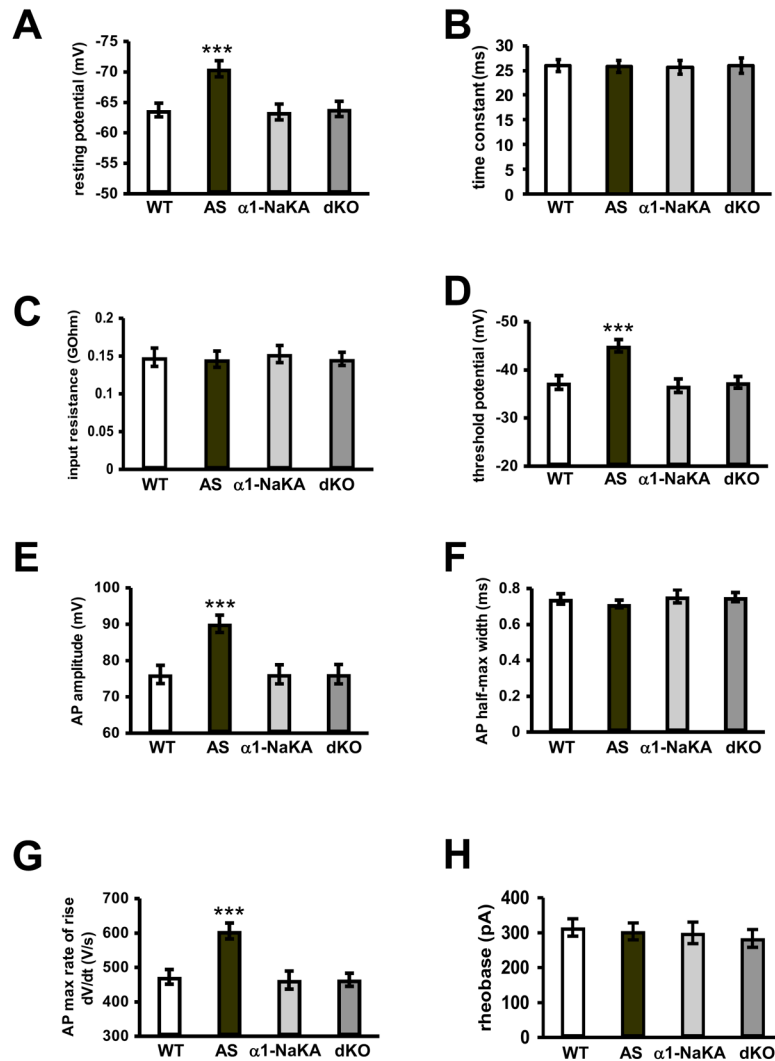 A
resting potential (mV)
-75
-70
-65
-60
-55
-50
***
WT AS α1-NaKA dKO
B
time constant (ms)
30
25
20
15
10
5
0
WT AS α1-NaKA dKO
C
input resistance (GOhm)
0.2
0.15
0.1
0.05
0
WT AS α1-NaKA dKO
D
threshold potential (mV)
-50
-40
-30
-20
***
WT AS α1-NaKA dKO
E
AP amplitude (mV)
100
90
80
70
60
***
WT AS α1-NaKA dKO
F
AP half-max width (ms)
0.8
0.6
0.4
0.2
0
WT AS α1-NaKA dKO
G
AP max rate of rise
dV/dt (V/s)
700
600
500
400
300
***
WT AS α1-NaKA dKO
H
rheobase (pA)
400
300
200
100
0
WT AS α1-NaKA dKO